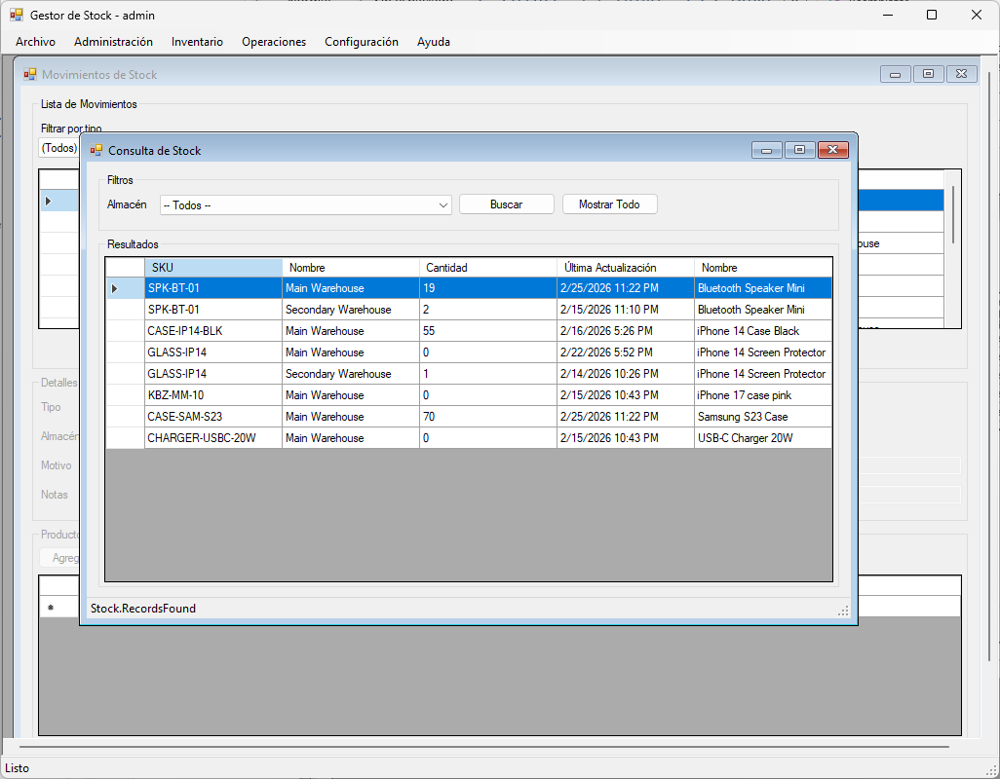 Gestor de Stock - admin
Archivo Administración Inventario Operaciones Configuración Ayuda
Movimientos de Stock
Lista de Movimientos
Filtrar por tipo
(Todos)
Consulta de Stock
Filtros
Almacén -- Todos -- Buscar Mostrar Todo
Resultados
SKU Nombre Cantidad Última Actualización Nombre
SPK-BT-01 Main Warehouse 19 2/25/2026 11:22 PM Bluetooth Speaker Mini
SPK-BT-01 Secondary Warehouse 2 2/15/2026 11:10 PM Bluetooth Speaker Mini
CASE-IP14-BLK Main Warehouse 55 2/16/2026 5:26 PM iPhone 14 Case Black
GLASS-IP14 Main Warehouse 0 2/22/2026 5:52 PM iPhone 14 Screen Protector
GLASS-IP14 Secondary Warehouse 1 2/14/2026 10:26 PM iPhone 14 Screen Protector
KBZ-MM-10 Main Warehouse 0 2/15/2026 10:43 PM iPhone 17 case pink
CASE-SAM-S23 Main Warehouse 70 2/25/2026 11:22 PM Samsung S23 Case
CHARGER-USBC-20W Main Warehouse 0 2/15/2026 10:43 PM USB-C Charger 20W
Stock.RecordsFound
ouse
Detalles
Tipo
Almacén
Motivo
Notas
Producto
Agreg
Listo